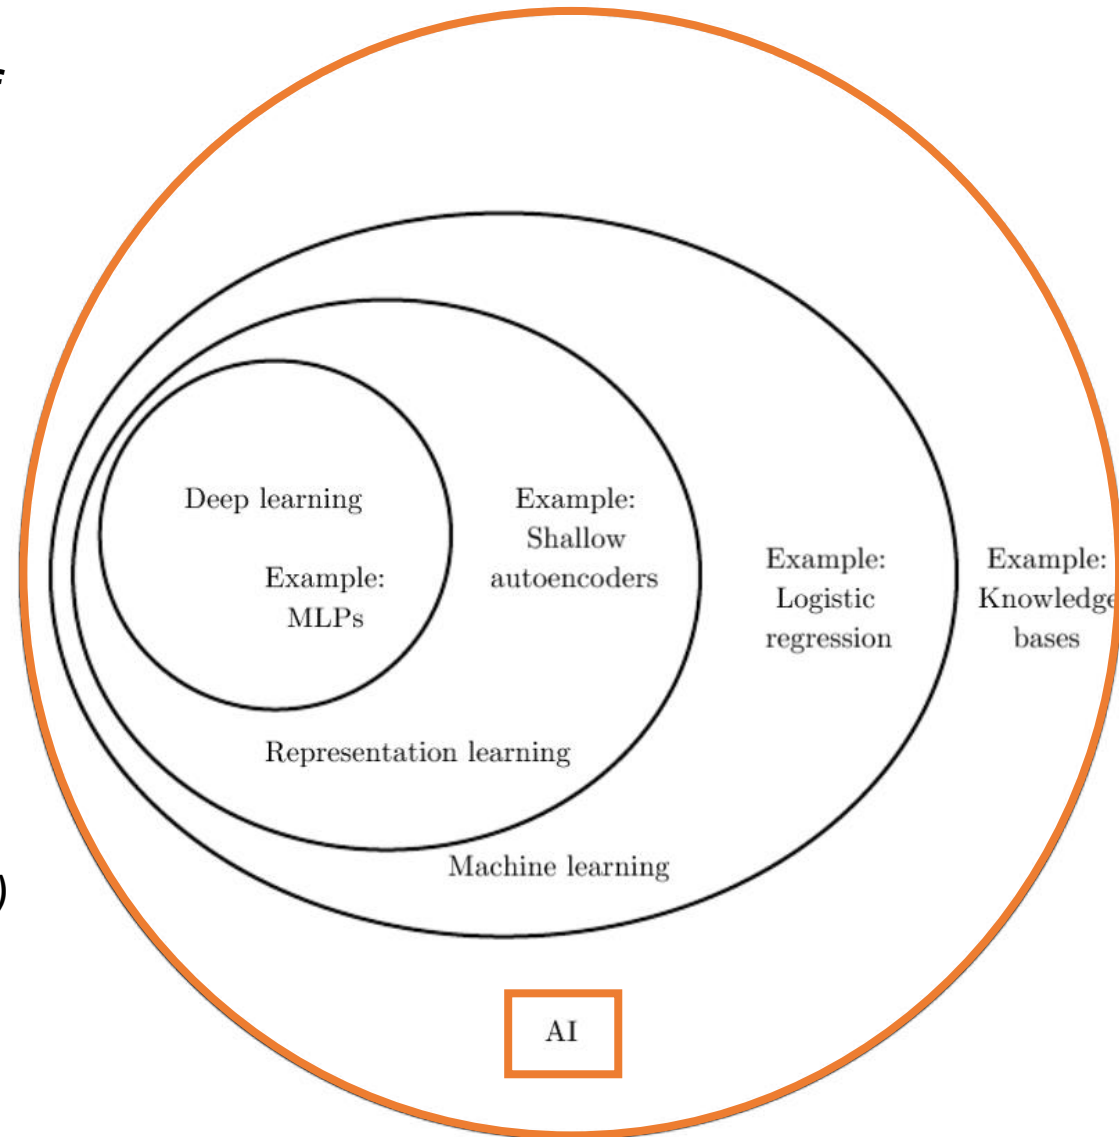 Deep learning
Example:
MLPs
Example:
Shallow
autoencoders
Example:
Logistic
regression
Example:
Knowledge
bases
Representation learning
Machine learning
)
AI